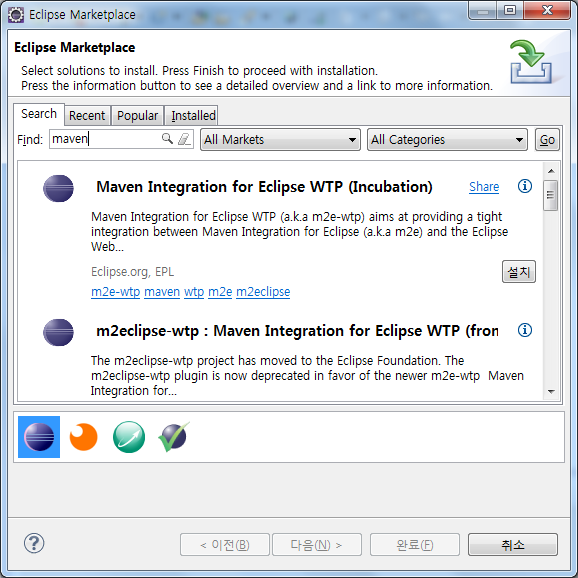 Eclipse Marketplace
Eclipse Marketplace
Select solutions to install. Press Finish to proceed with installation.
Press the information button to see a detailed overview and a link to more information.
Search Recent Popular Installed
Find: maven All Markets All Categories Go
Maven Integration for Eclipse WTP (Incubation) Share
Maven Integration for Eclipse WTP (a.k.a m2e-wtp) aims at providing a tight
integration between Maven Integration for Eclipse (a.k.a m2e) and the Eclipse
Web...
Eclipse.org, EPL
설치
m2e-wtp maven wtp m2e m2eclipse
m2eclipse-wtp : Maven Integration for Eclipse WTP (fron
The m2eclipse-wtp project has moved to the Eclipse Foundation. The
m2eclipse-wtp plugin is now deprecated in favor of the newer m2e-wtp Maven
Integration for...
< 이전(B) 다음(N) > 완료(F) 취소